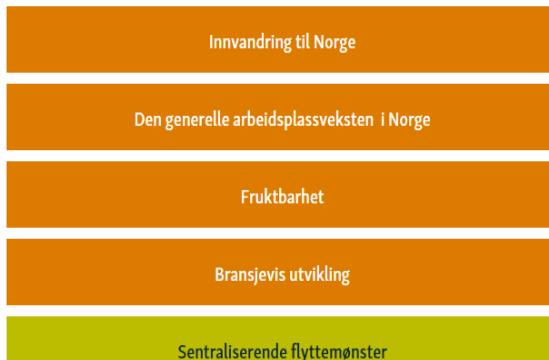 Innvandring til Norge
Den generelle arbeidsplassveksten i Norge
Fruktbarhet
Bransjevis utvikling
Sentraliserende flyttemønster